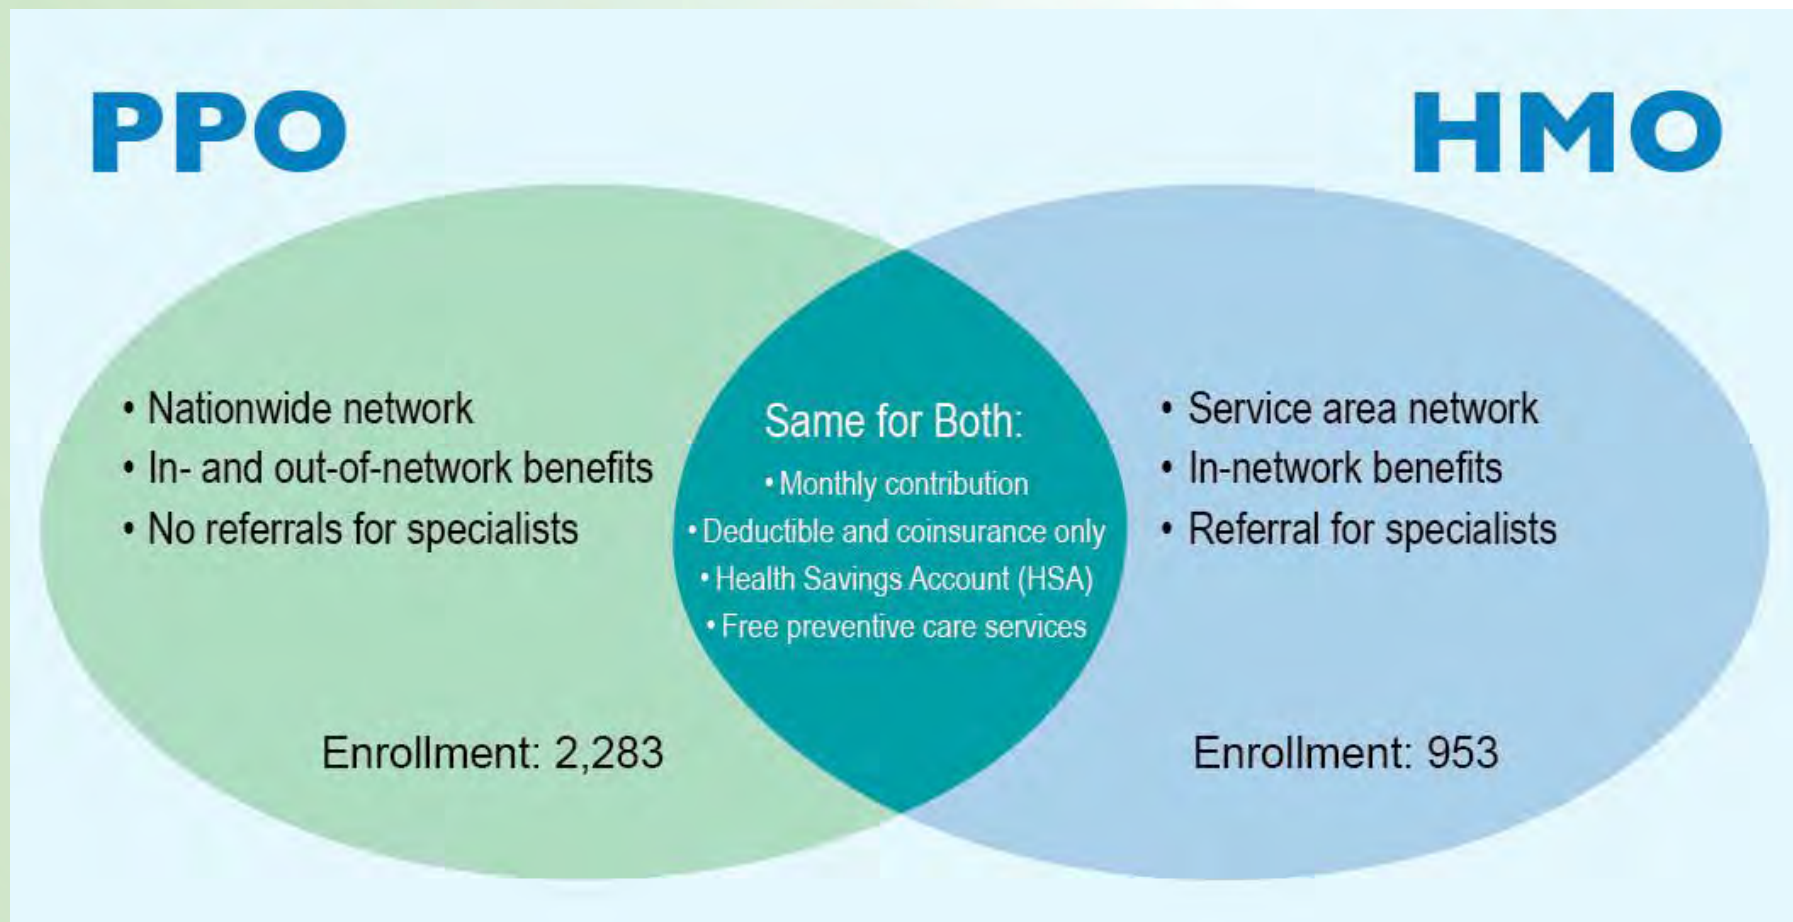 PPO
HMO
• Nationwide network
• In- and out-of-network benefits
• No referrals for specialists
Enrollment: 2,283
Same for Both:
• Monthly contribution
• Deductible and coinsurance only
• Health Savings Account (HSA)
• Free preventive care services
• Service area network
• In-network benefits
• Referral for specialists
Enrollment: 953